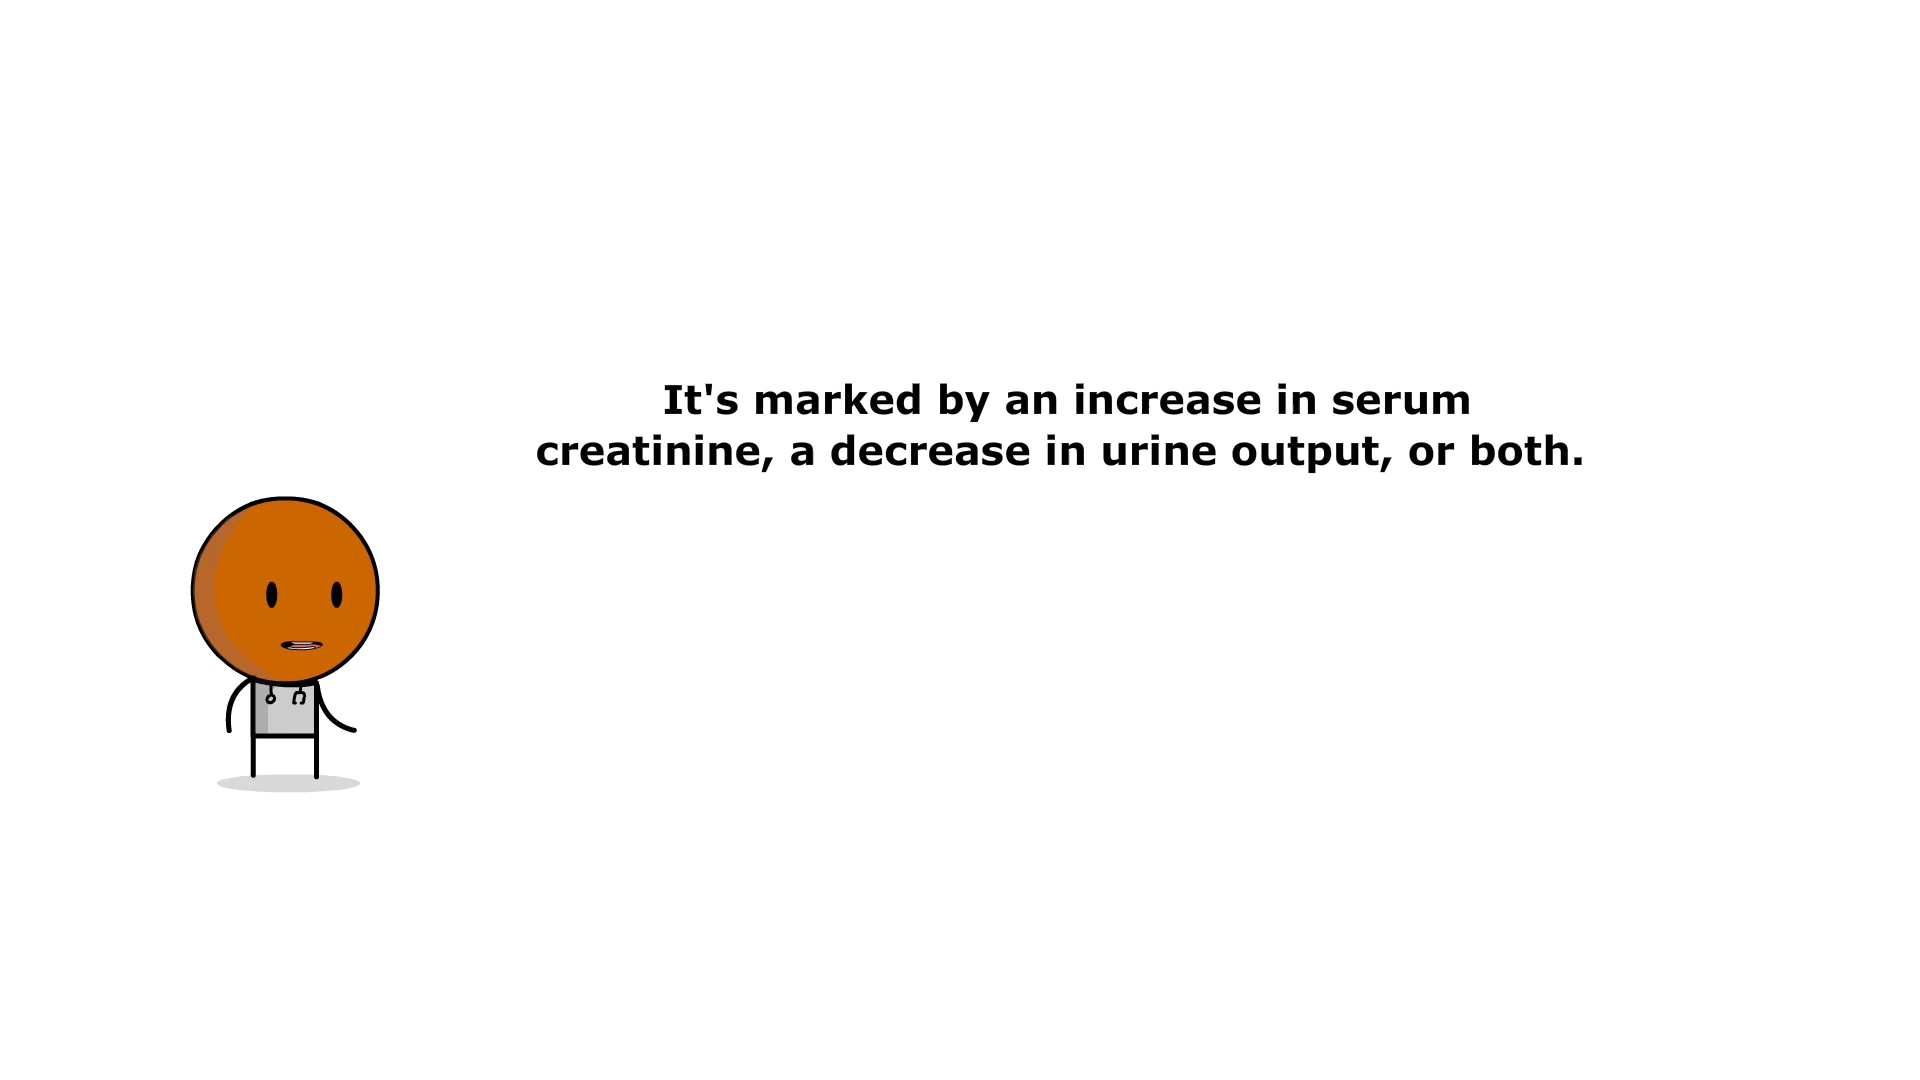 It's marked by an increase in serum
creatinine, a decrease in urine output, or both.